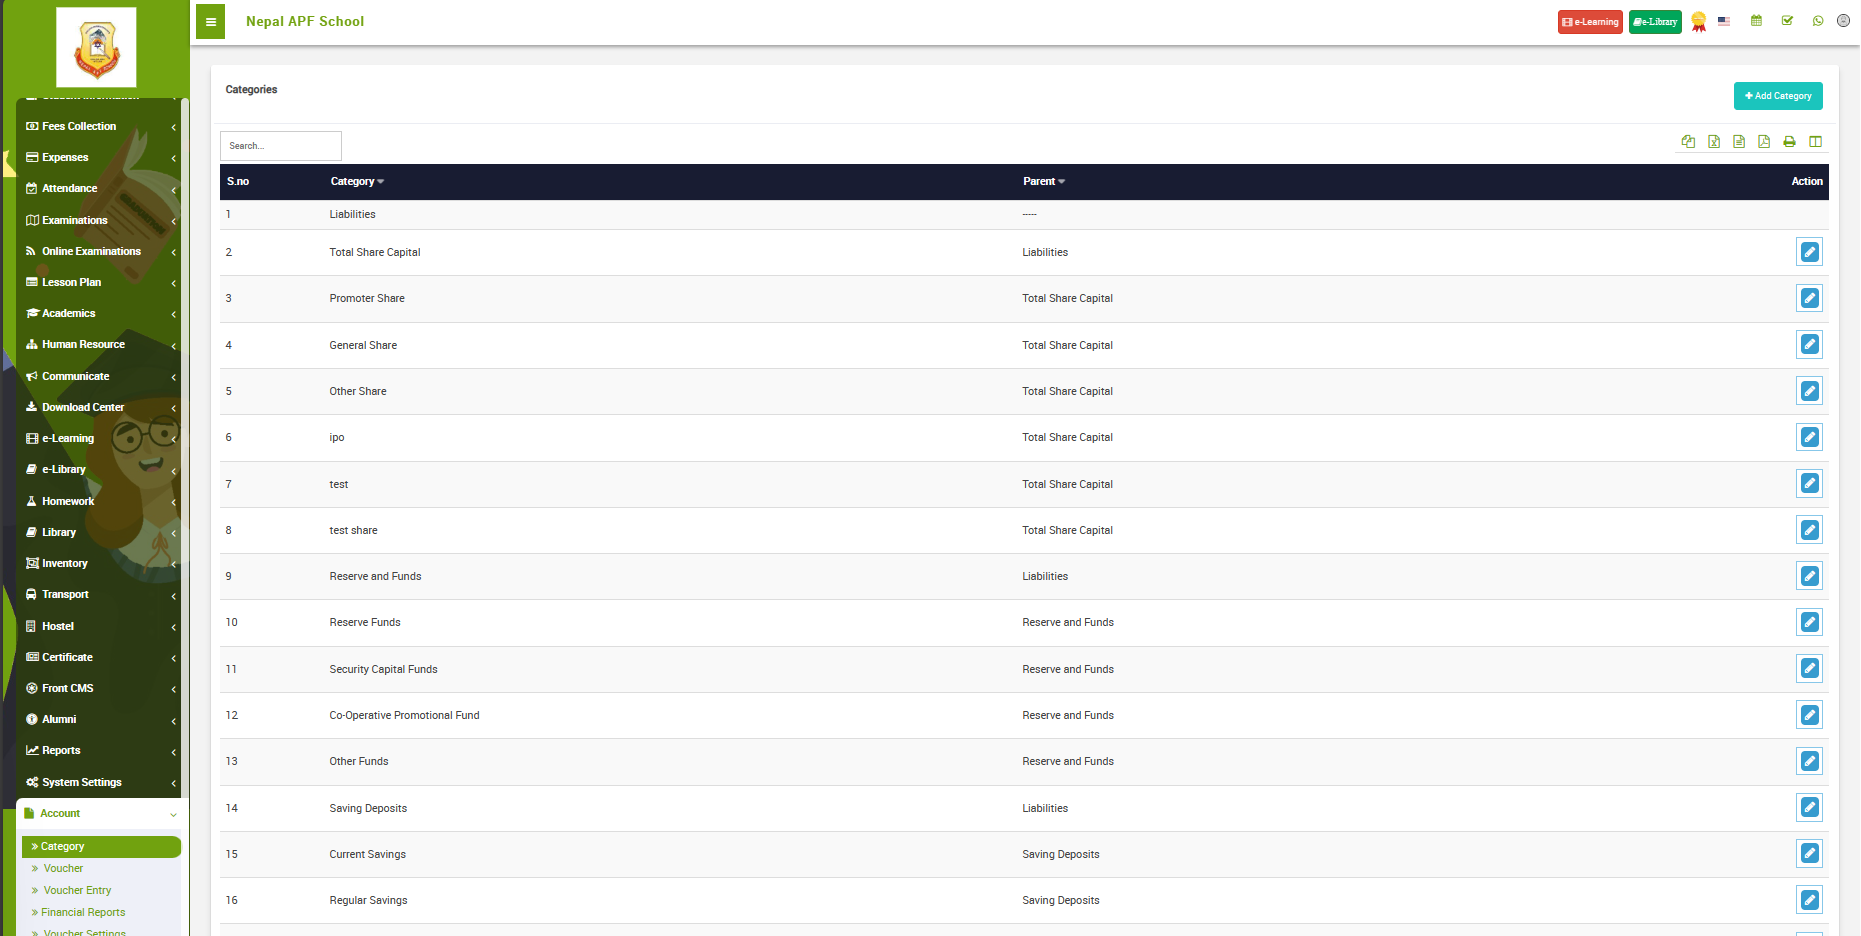 Nepal APF School
e-Learning
e-Library
Student Information
Fees Collection
Expenses
Attendance
Examinations
Online Examinations
Lesson Plan
Academics
Human Resource
Communicate
Download Center
e-Learning
e-Library
Homework
Library
Inventory
Transport
Hostel
Certificate
Front CMS
Alumni
Reports
System Settings
Account
Category
Voucher
Voucher Entry
Financial Reports
Voucher Settings
Categories
+ Add Category
Search...
S.no Category Parent Action
1 Liabilities -----
2 Total Share Capital Liabilities
3 Promoter Share Total Share Capital
4 General Share Total Share Capital
5 Other Share Total Share Capital
6 ipo Total Share Capital
7 test Total Share Capital
8 test share Total Share Capital
9 Reserve and Funds Liabilities
10 Reserve Funds Reserve and Funds
11 Security Capital Funds Reserve and Funds
12 Co-Operative Promotional Fund Reserve and Funds
13 Other Funds Reserve and Funds
14 Saving Deposits Liabilities
15 Current Savings Saving Deposits
16 Regular Savings Saving Deposits